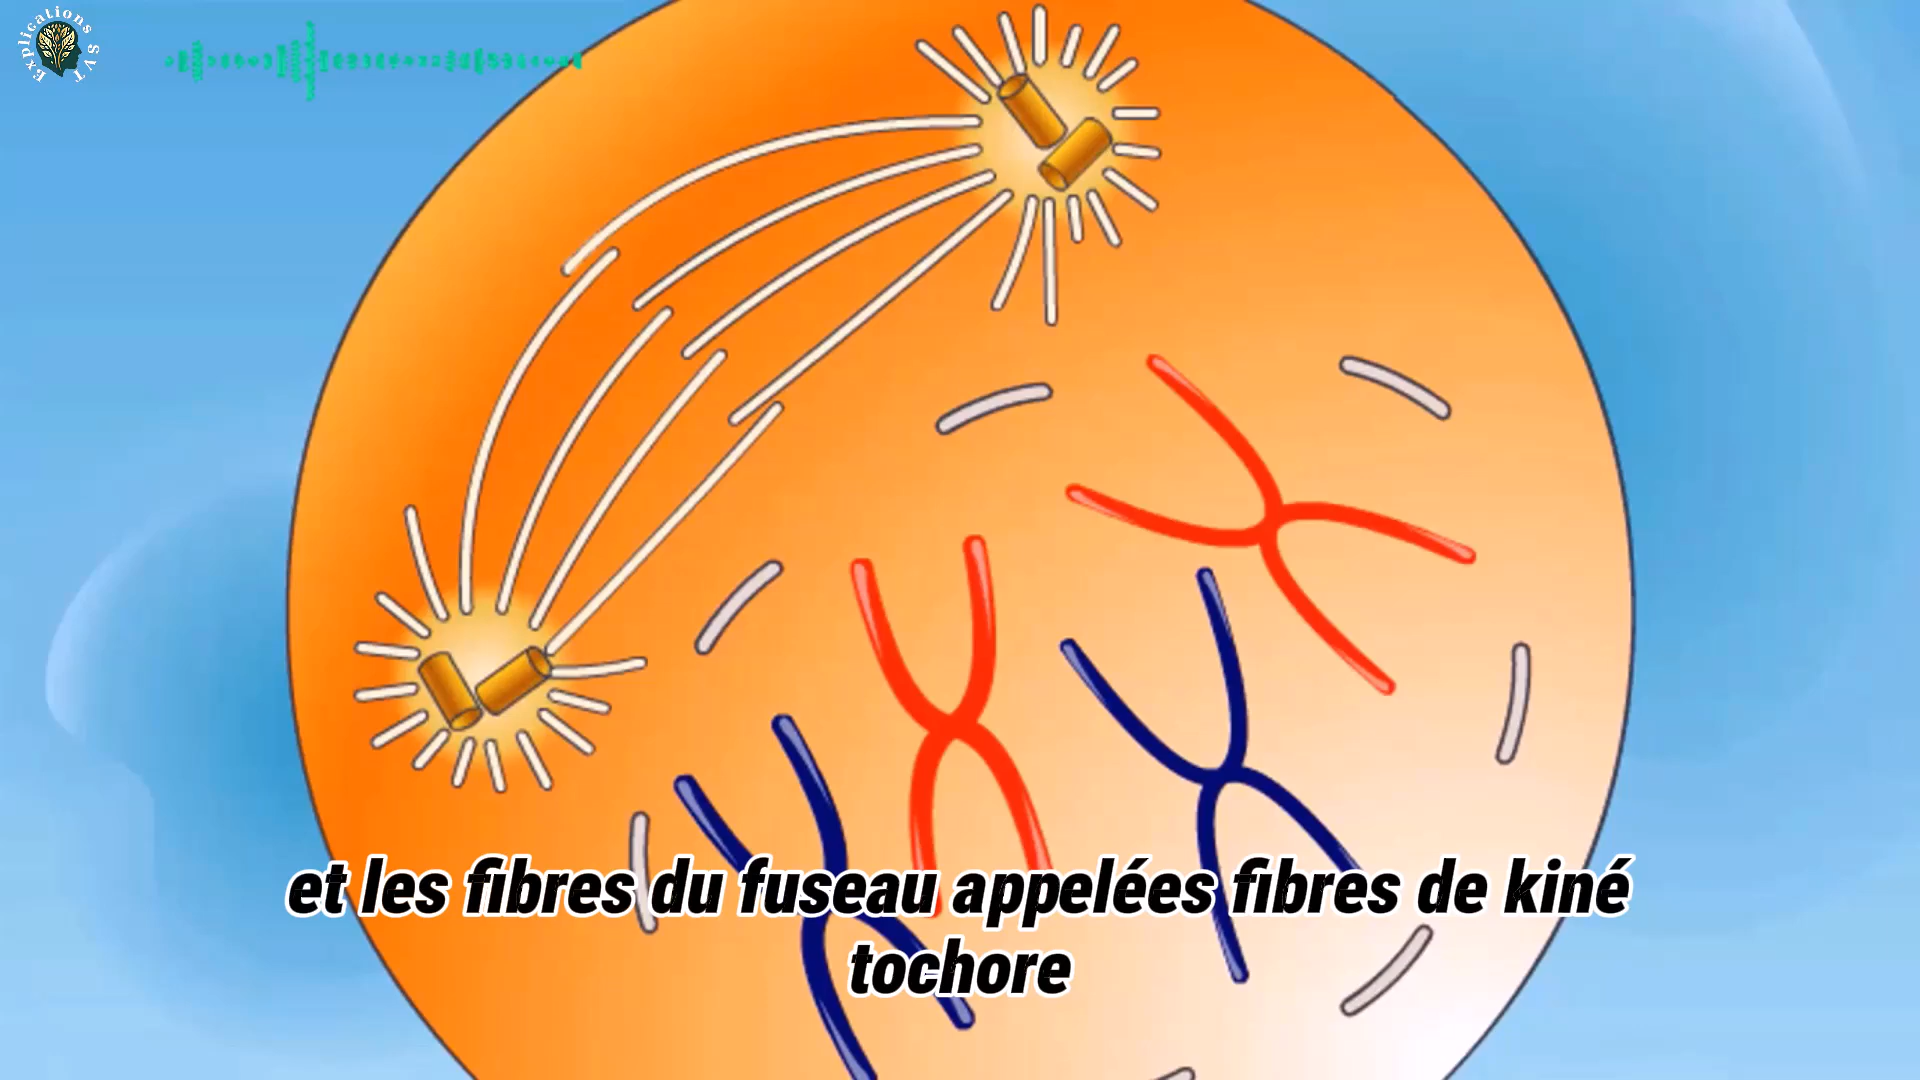 Explications SVT
et les fibres du fuseau appelées fibres de kiné
tochore